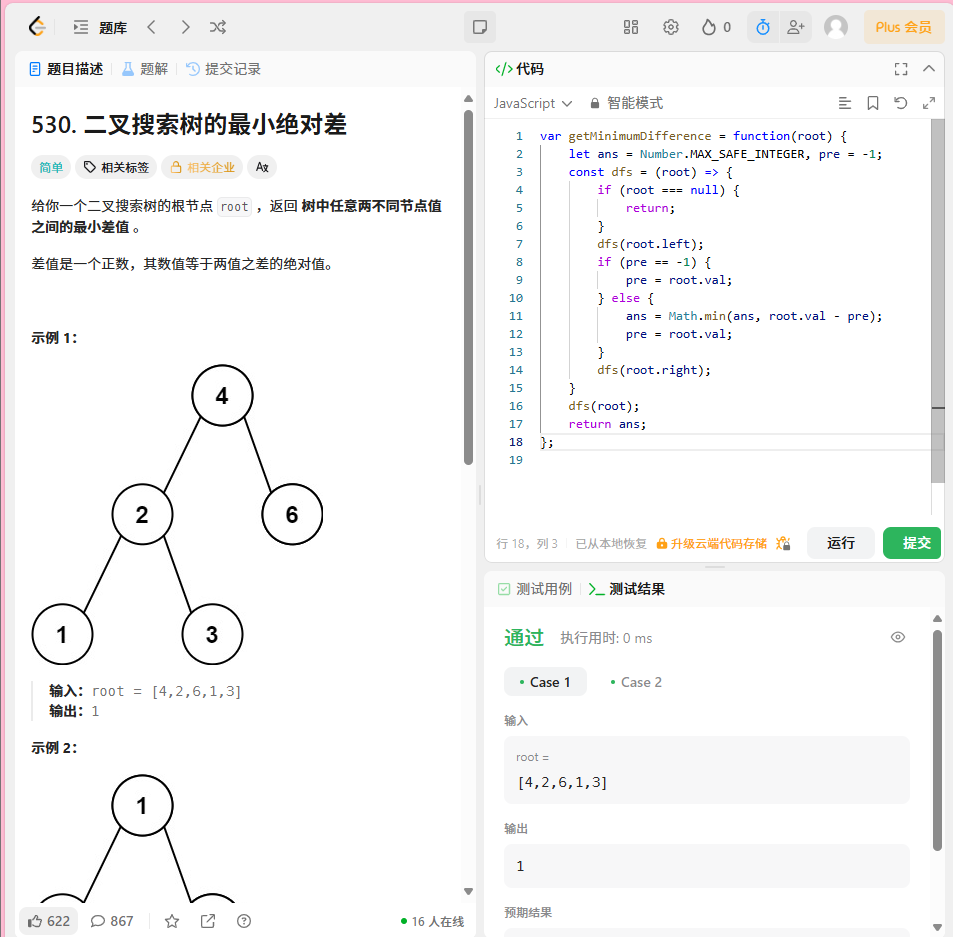 题库
0
Plus 会员
题目描述
题解
提交记录
530. 二叉搜索树的最小绝对差
简单
相关标签
相关企业
给你一个二叉搜索树的根节点 root ，返回 树中任意两不同节点值
之间的最小差值 。
差值是一个正数，其数值等于两值之差的绝对值。
示例 1：
4
2
6
1
3
输入：root = [4,2,6,1,3]
输出：1
示例 2：
1
622
867
16 人在线
</> 代码
JavaScript
智能模式
1 var getMinimumDifference = function(root) {
2 let ans = Number.MAX_SAFE_INTEGER, pre = -1;
3 const dfs = (root) => {
4 if (root === null) {
5 return;
6 }
7 dfs(root.left);
8 if (pre == -1) {
9 pre = root.val;
10 } else {
11 ans = Math.min(ans, root.val - pre);
12 pre = root.val;
13 }
14 dfs(root.right);
15 }
16 dfs(root);
17 return ans;
18 };
19
行 18，列 3
已从本地恢复
升级云端代码存储
运行
提交
测试用例
测试结果
通过
执行用时: 0 ms
Case 1
Case 2
输入
root =
[4,2,6,1,3]
输出
1
预期结果